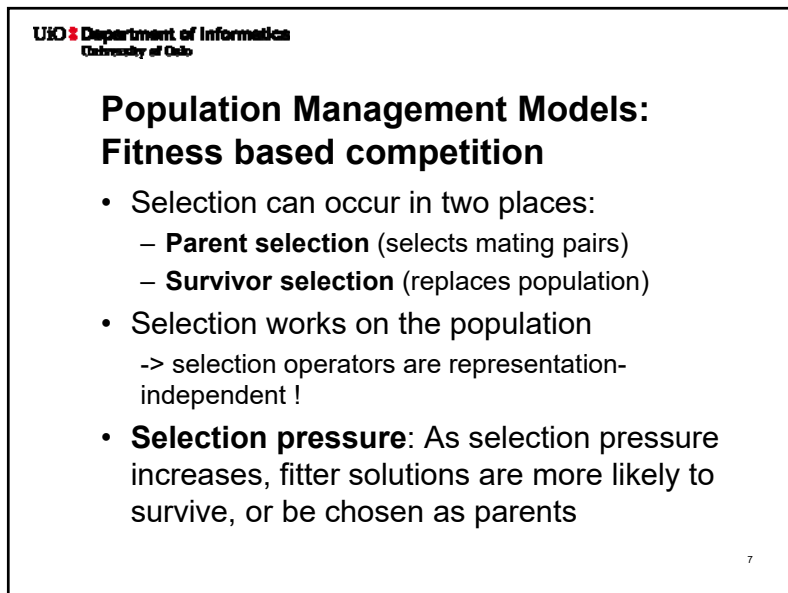 UiO Department of Informatics
University of Oslo
Population Management Models:
Fitness based competition
• Selection can occur in two places:
– Parent selection (selects mating pairs)
– Survivor selection (replaces population)
• Selection works on the population
-> selection operators are representation-
independent !
• Selection pressure: As selection pressure
increases, fitter solutions are more likely to
survive, or be chosen as parents
7